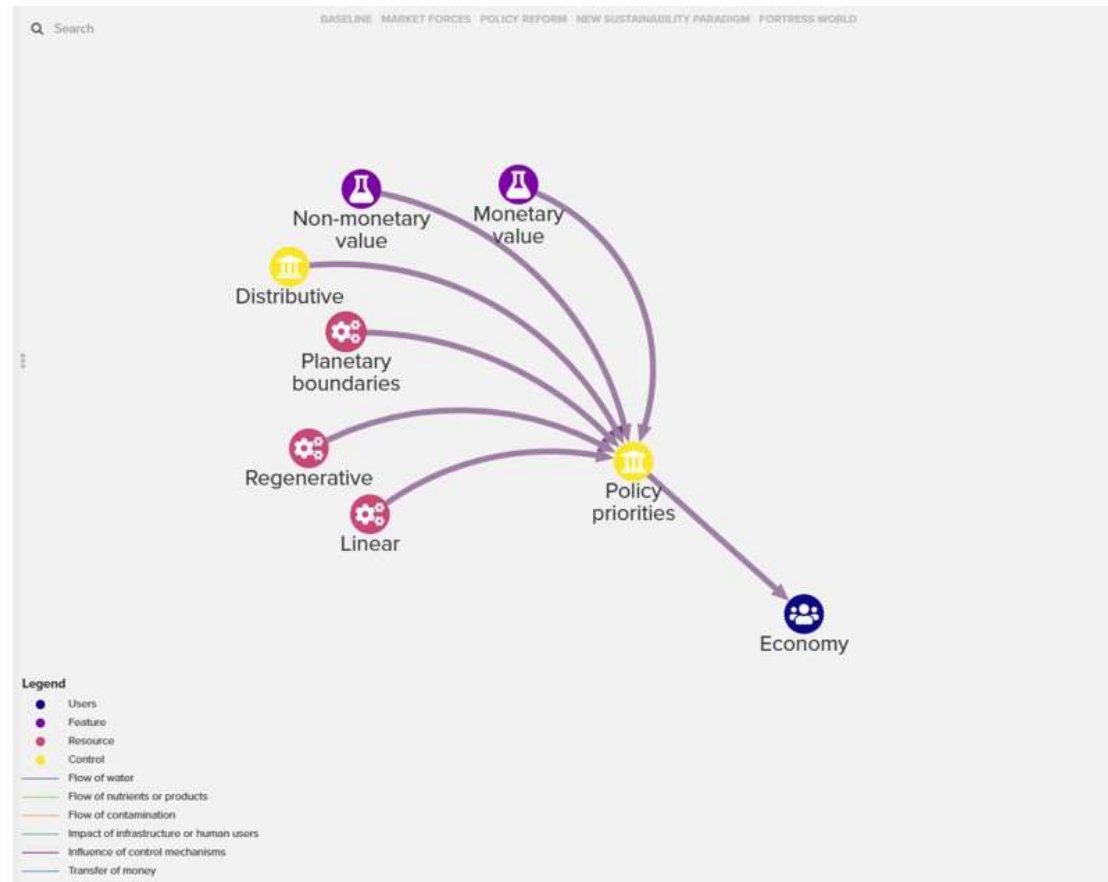 Search
BASELINE MARKET FORCES POLICY REFORM NEW SUSTAINABILITY PARADIGM FORTRESS WORLD
Non-monetary
value
Monetary
value
Distributive
Planetary
boundaries
Regenerative
Linear
Policy
priorities
Economy
Legend
Users
Feature
Resource
Control
Flow of water
Flow of nutrients or products
Flow of contamination
Impact of infrastructure or human users
Influence of control mechanisms
Transfer of money